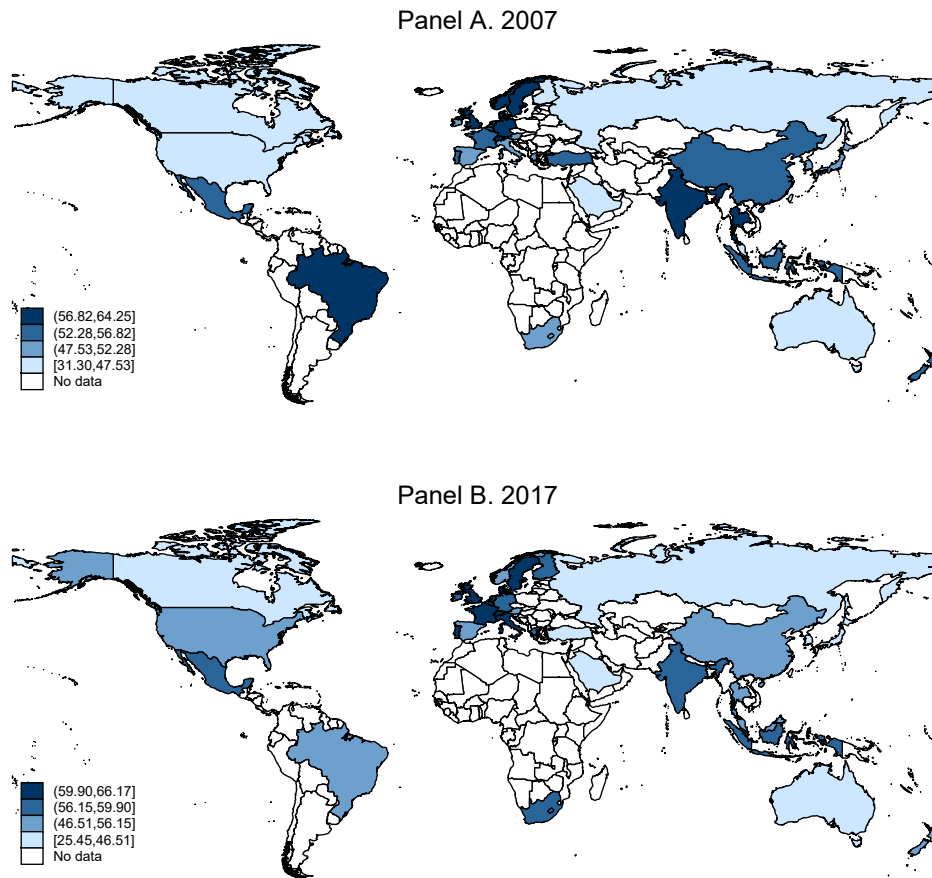 Panel A. 2007
(56.82,64.25]
(52.28,56.82]
(47.53,52.28]
[31.30,47.53]
No data
Panel B. 2017
(59.90,66.17]
(56.15,59.90]
(46.51,56.15]
[25.45,46.51]
No data